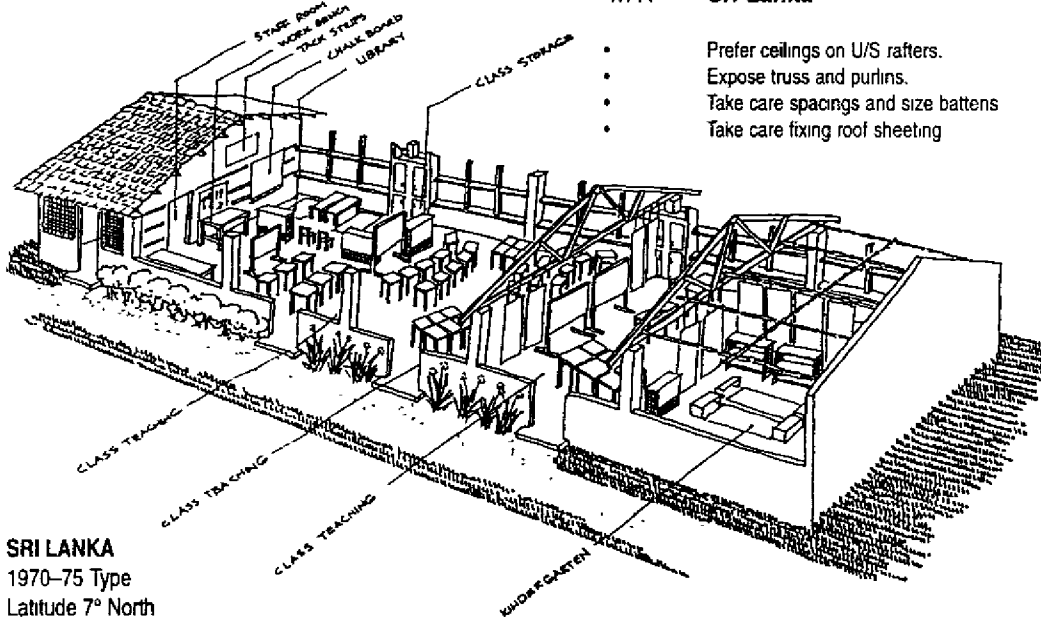 Sri Lanka
• Prefer ceilings on U/S rafters.
• Expose truss and purlins.
• Take care spacings and size battens
• Take care fixing roof sheeting
STAFF ROOM
WORK BENCH
TACK STRIPS
CHALK BOARD
LIBRARY
CLASS STORAGE
CLASS TEACHING
CLASS TEACHING
CLASS TEACHING
KINDERGARTEN
SRI LANKA
1970–75 Type
Latitude 7° North